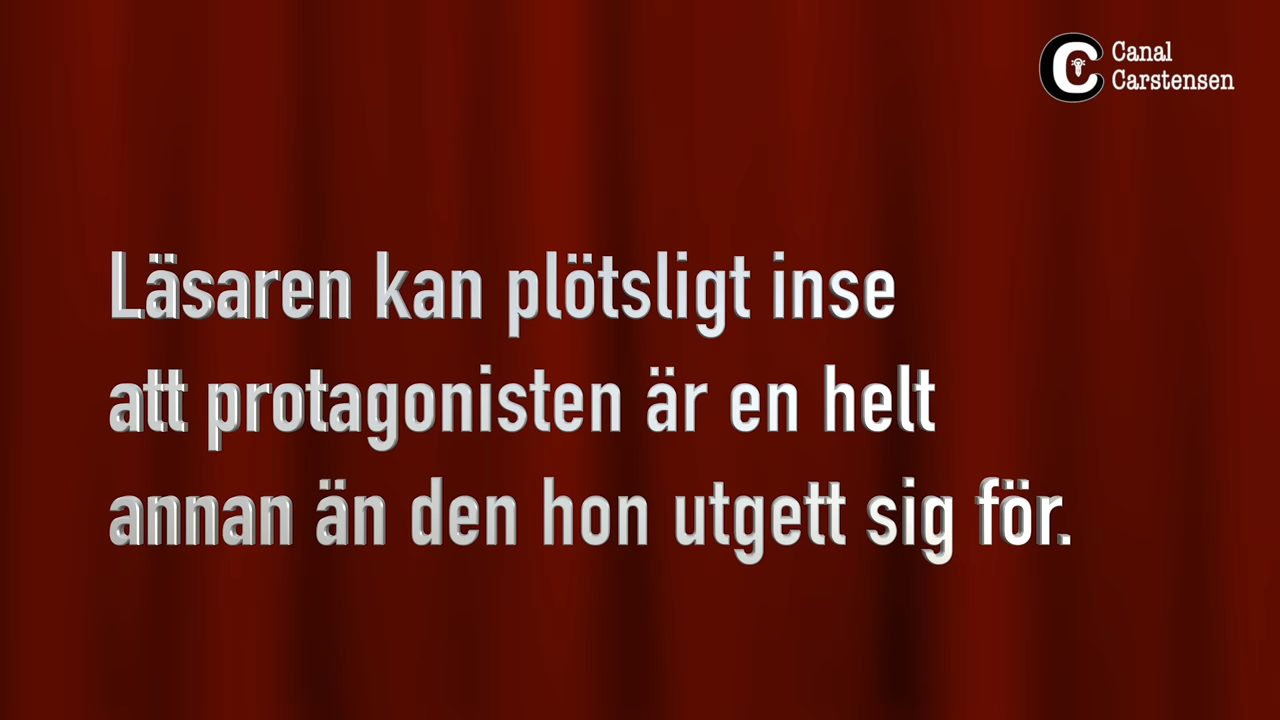 Canal
Carstensen
Läsaren kan plötsligt inse
att protagonisten är en helt
annan än den hon utgett sig för.